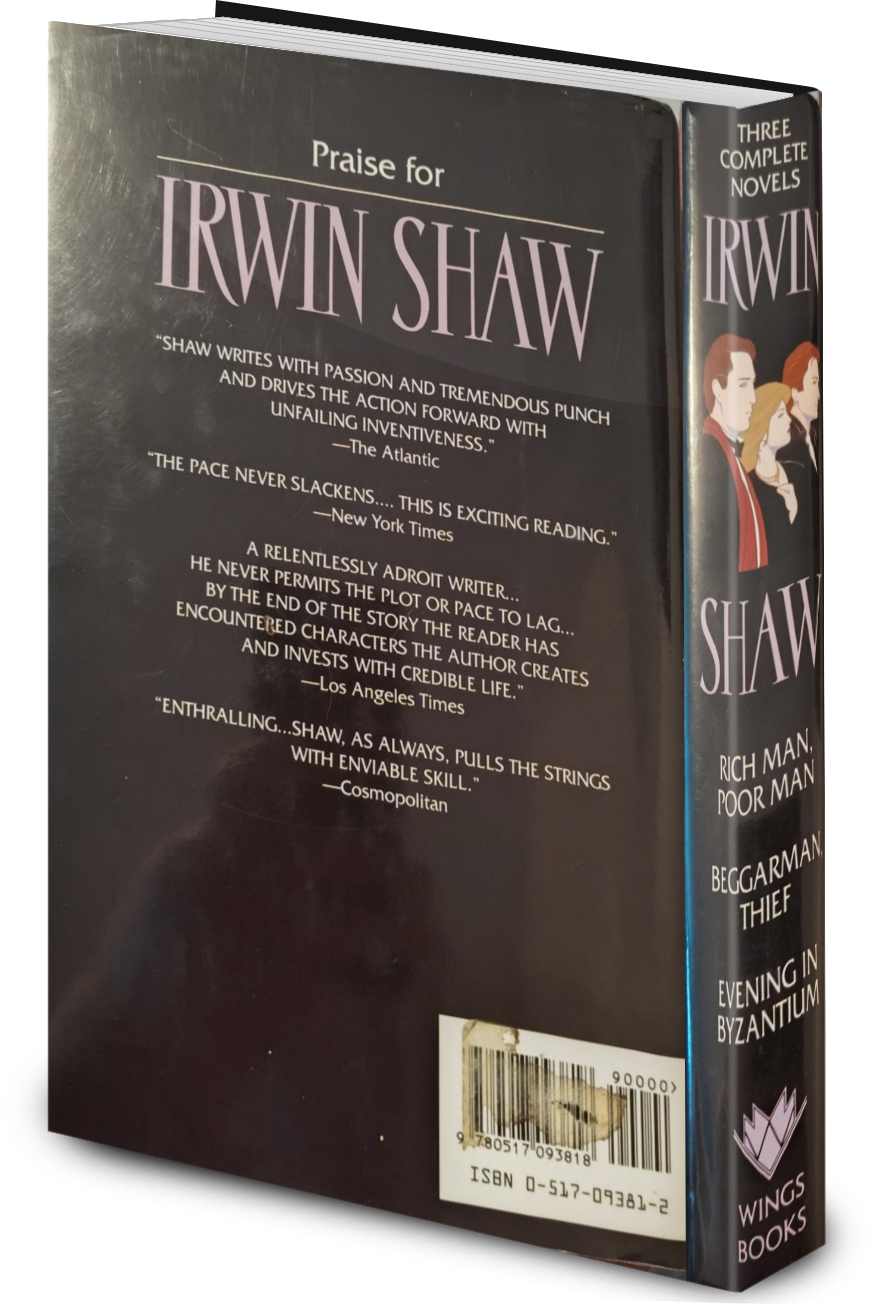 Praise for
IRWIN SHAW
“SHAW WRITES WITH PASSION AND TREMENDOUS PUNCH
AND DRIVES THE ACTION FORWARD WITH
UNFAILING INVENTIVENESS.”
—The Atlantic
“THE PACE NEVER SLACKENS.... THIS IS EXCITING READING.”
—New York Times
A RELENTLESSLY ADROIT WRITER...
HE NEVER PERMITS THE PLOT OR PACE TO LAG...
BY THE END OF THE STORY THE READER HAS
ENCOUNTERED CHARACTERS THE AUTHOR CREATES
AND INVESTS WITH CREDIBLE LIFE.”
—Los Angeles Times
“ENTHRALLING...SHAW, AS ALWAYS, PULLS THE STRINGS
WITH ENVIABLE SKILL.”
—Cosmopolitan
90000>
9 780517 093818
ISBN 0-517-09381-2
THREE
COMPLETE
NOVELS
IRWIN
SHAW
RICH MAN,
POOR MAN
BEGGARMAN,
THIEF
EVENING IN
BYZANTIUM
WINGS
BOOKS